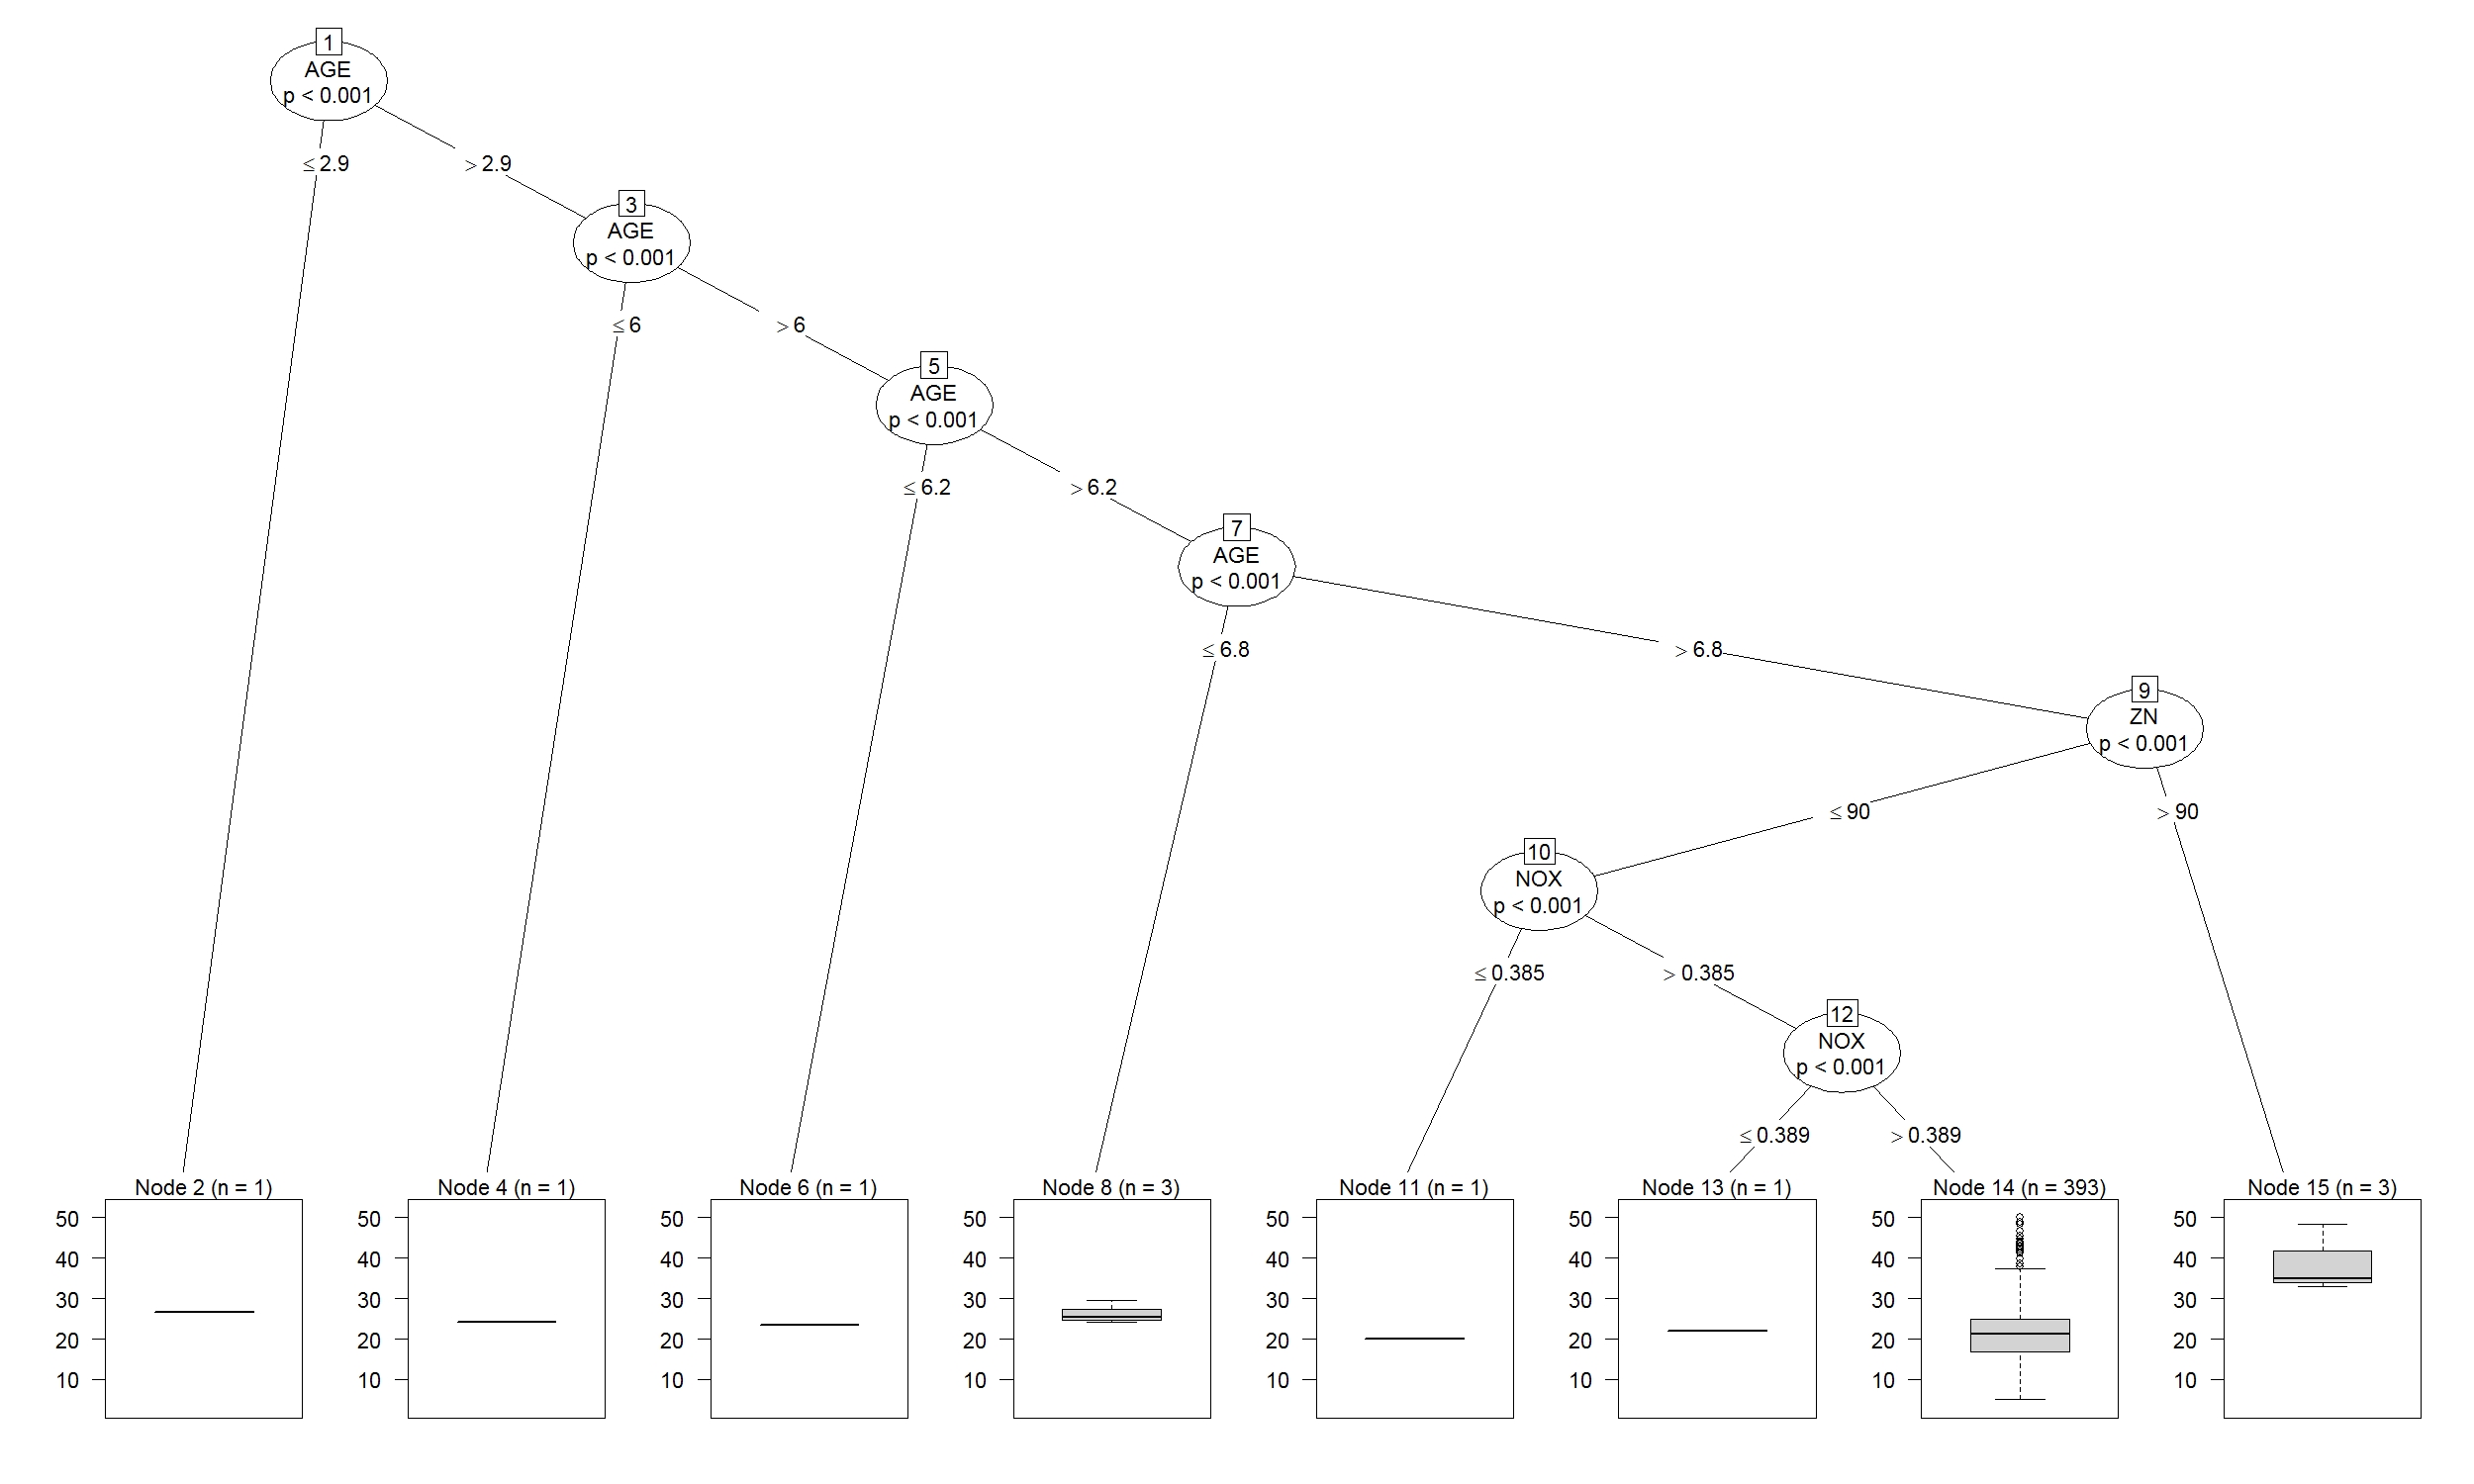 1
AGE
p < 0.001
≤ 2.9
> 2.9
3
AGE
p < 0.001
≤ 6
> 6
5
AGE
p < 0.001
≤ 6.2
> 6.2
7
AGE
p < 0.001
≤ 6.8
> 6.8
9
ZN
p < 0.001
≤ 90
> 90
10
NOX
p < 0.001
≤ 0.385
> 0.385
12
NOX
p < 0.001
≤ 0.389
> 0.389
Node 2 (n = 1)
50
40
30
20
10
Node 4 (n = 1)
50
40
30
20
10
Node 6 (n = 1)
50
40
30
20
10
Node 8 (n = 3)
50
40
30
20
10
Node 11 (n = 1)
50
40
30
20
10
Node 13 (n = 1)
50
40
30
20
10
Node 14 (n = 393)
50
40
30
20
10
Node 15 (n = 3)
50
40
30
20
10